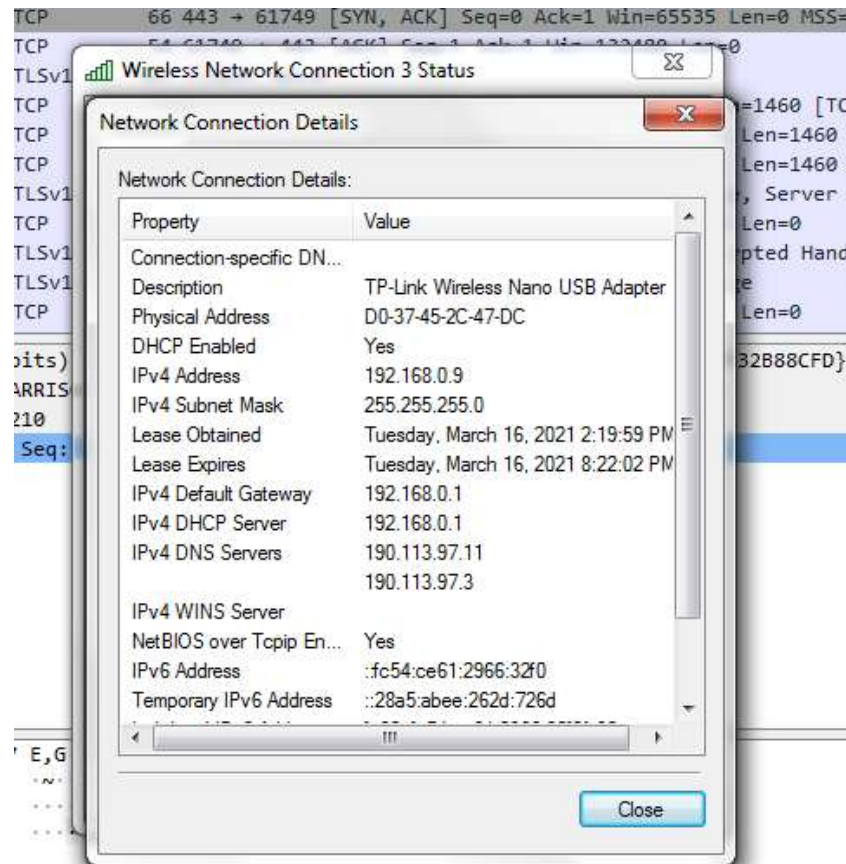 TCP 66 443 → 61749 [SYN, ACK] Seq=0 Ack=1 Win=65535 Len=0 MSS=
TCP =0
TLSv1 Wireless Network Connection 3 Status
TCP Network Connection Details =1460 [TC
TCP Len=1460
TCP Len=1460
TLSv1 Network Connection Details: , Server
TCP Property Value Len=0
TLSv1 Connection-specific DN... pted Hand
TLSv1 Description TP-Link Wireless Nano USB Adapter e
TCP Physical Address D0-37-45-2C-47-DC Len=0
DHCP Enabled Yes
bits) IPv4 Address 192.168.0.9 32B88CFD}
ARRIS IPv4 Subnet Mask 255.255.255.0
210 Lease Obtained Tuesday, March 16, 2021 2:19:59 PM
Seq: Lease Expires Tuesday, March 16, 2021 8:22:02 PM
IPv4 Default Gateway 192.168.0.1
IPv4 DHCP Server 192.168.0.1
IPv4 DNS Servers 190.113.97.11
190.113.97.3
IPv4 WINS Server
NetBIOS over Tcpip En... Yes
IPv6 Address ::fc54:ce61:2966:32f0
Temporary IPv6 Address ::28a5:abee:262d:726d
E,G
·~·
Close